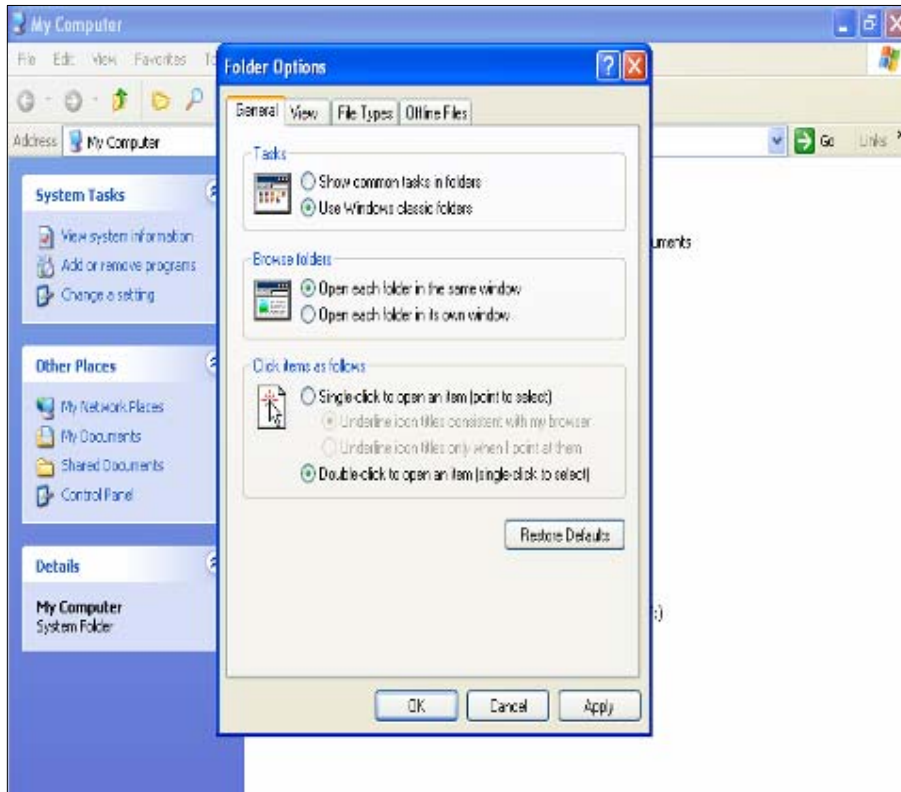 My Computer
File Edit View Favorites
Address My Computer Go Links
System Tasks
View system information
Add or remove programs
Change a setting
Other Places
My Network Places
My Documents
Shared Documents
Control Panel
Details
My Computer
System Folder
Folder Options
General View File Types Offline Files
Tasks
Show common tasks in folders
Use Windows classic folders
Browse folders
Open each folder in the same window
Open each folder in its own window
Click items as follows
Single-click to open an item (point to select)
Underline icon titles consistent with my browser
Underline icon titles only when I point at them
Double-click to open an item (single-click to select)
Restore Defaults
OK Cancel Apply
uments
:)